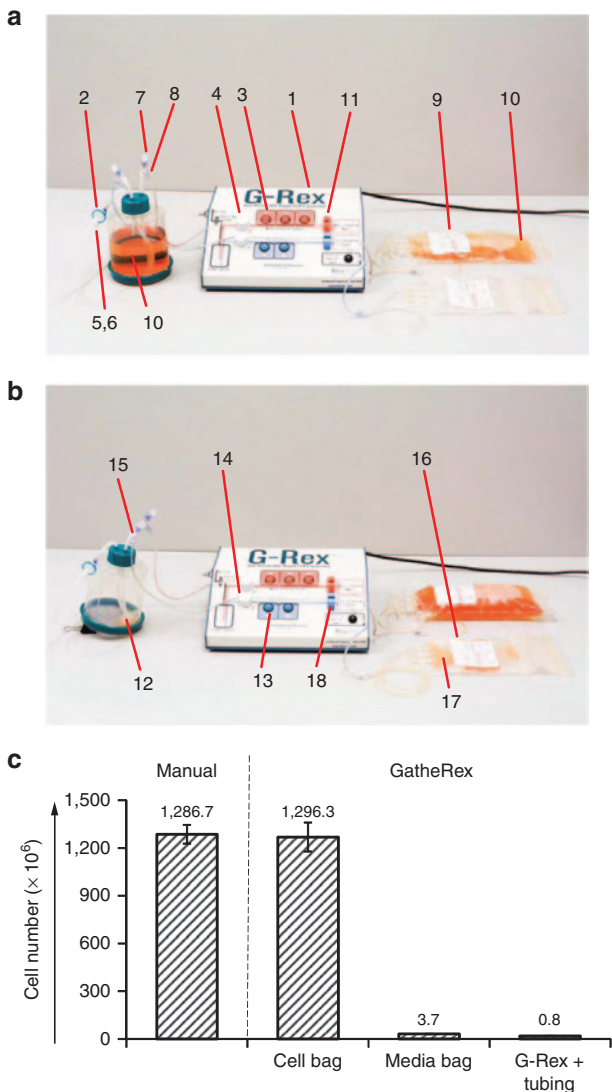 a
2 7 8 4 3 1 11 9 10
G-Rex
5,6 10
b
15 14 16
G-Rex
12 13 18 17
c
Manual GatheRex
1,500
1,200
900
600
300
0
Cell number (× 10⁶)
1,286.7 1,296.3 3.7 0.8
Cell bag Media bag G-Rex +
tubing